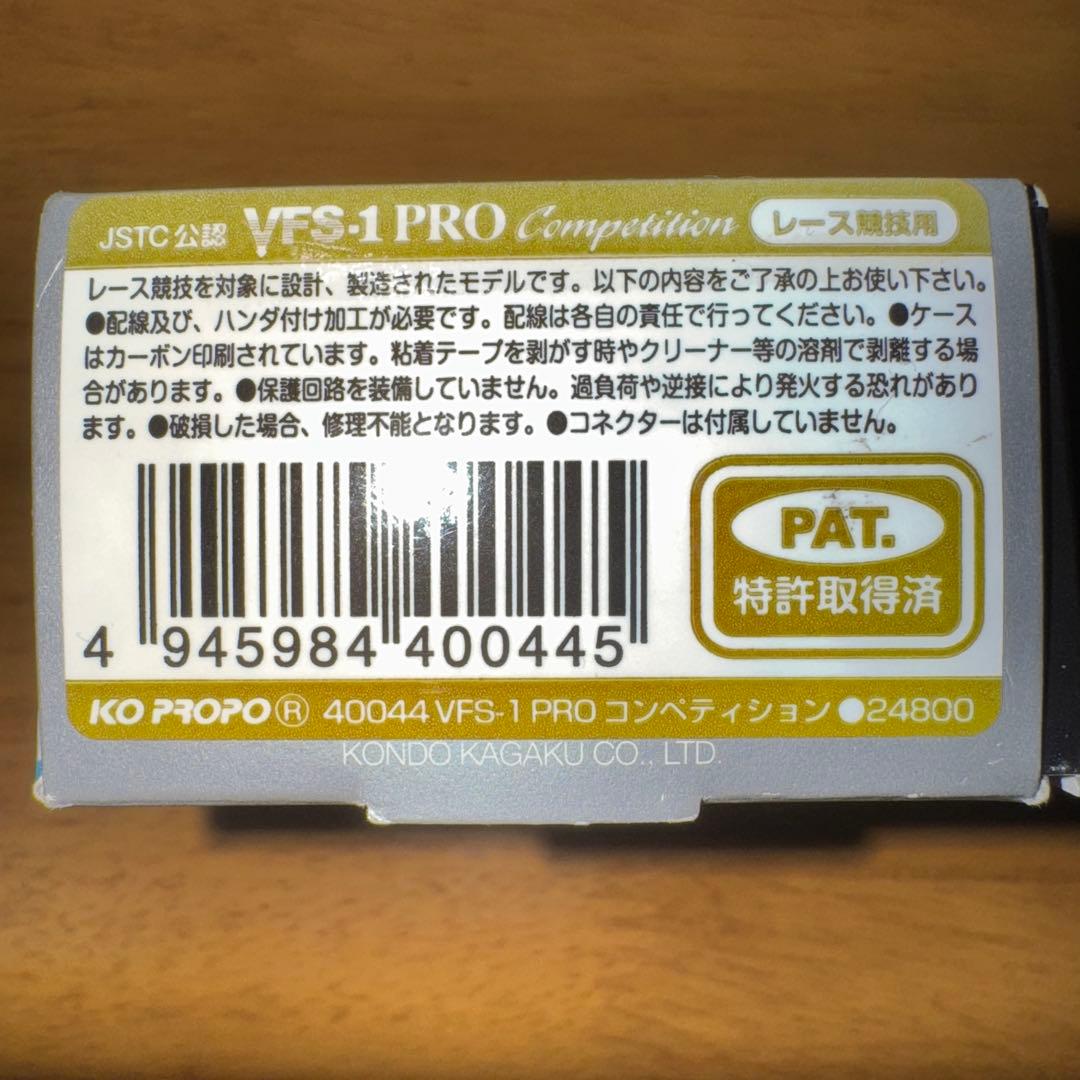 JSTC公認 VFS-1 PRO Competition レース競技用
レース競技を対象に設計、製造されたモデルです。以下の内容をご了承の上お使い下さい。
●配線及び、ハンダ付け加工が必要です。配線は各自の責任で行ってください。●ケース
はカーボン印刷されています。粘着テープを剥がす時やクリーナー等の溶剤で剥離する場
合があります。●保護回路を装備していません。過負荷や逆接により発火する恐れがあり
ます。●破損した場合、修理不能となります。●コネクターは付属していません。
PAT.
特許取得済
4 945984 400445
KO PROPO® 40044 VFS-1 PRO コンペティション ●24800
KONDO KAGAKU CO., LTD.